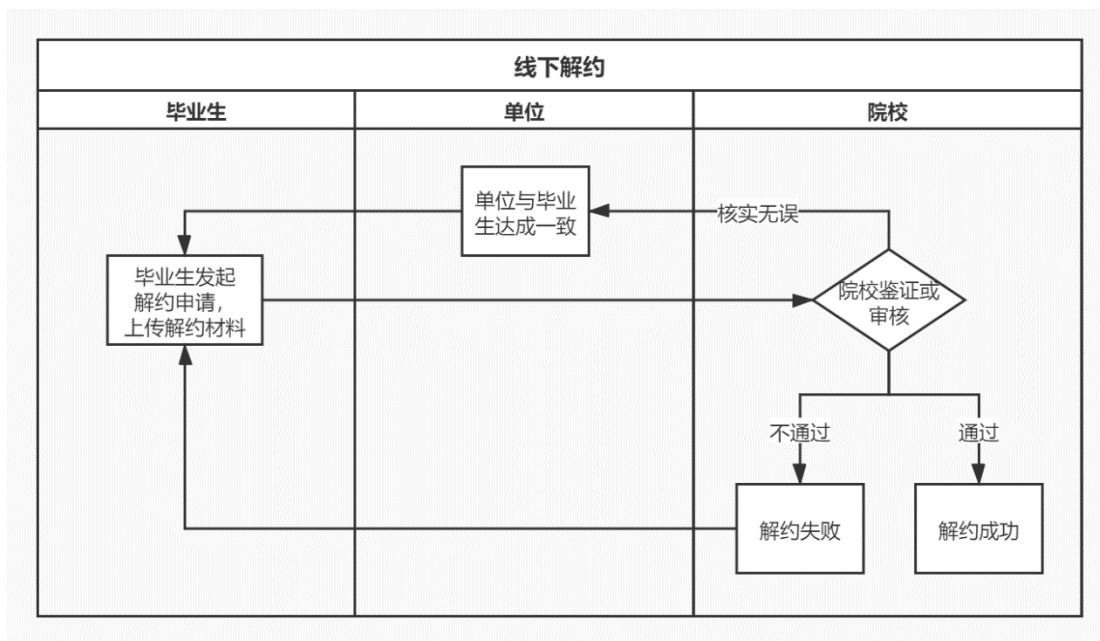 线下解约
毕业生
单位
院校
单位与毕业
生达成一致
核实无误
毕业生发起
解约申请，
上传解约材料
院校鉴证或
审核
不通过
通过
解约失败
解约成功